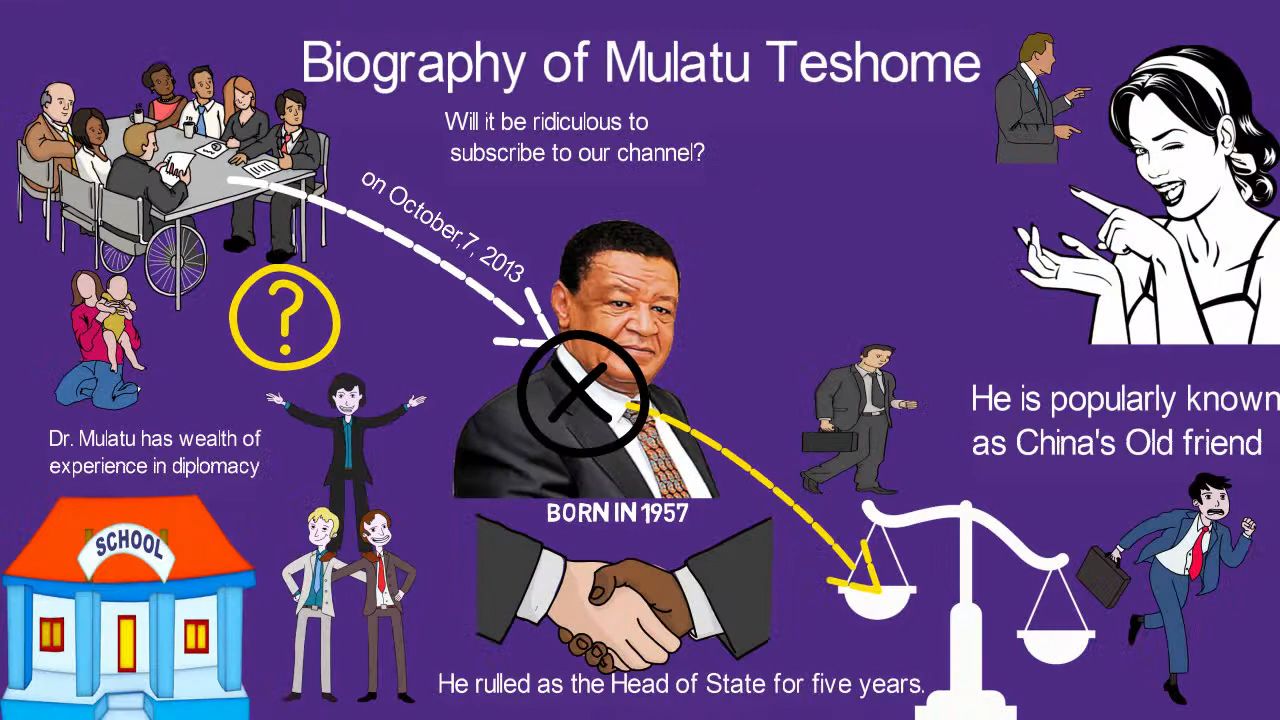 Biography of Mulatu Teshome
Will it be ridiculous to
subscribe to our channel?
on October,7, 2013
He is popularly known
as China's Old friend
Dr. Mulatu has wealth of
experience in diplomacy
BORN IN 1957
SCHOOL
He rulled as the Head of State for five years.